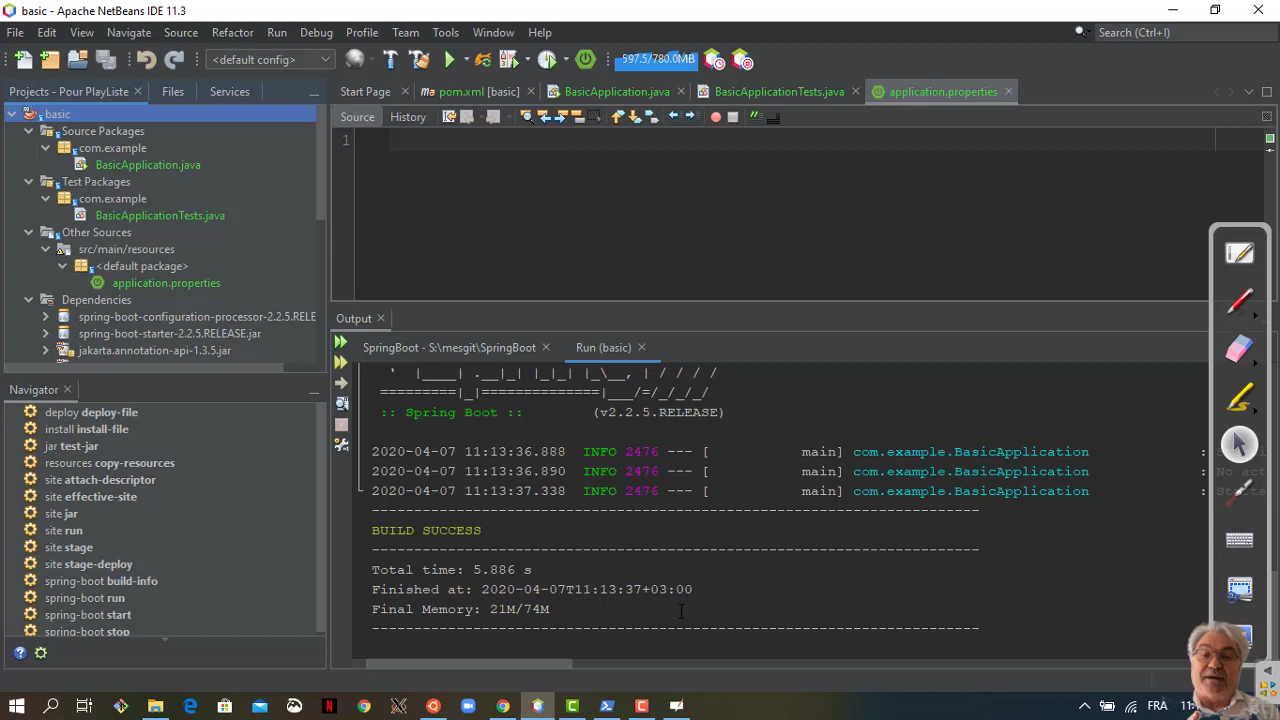 basic - Apache NetBeans IDE 11.3
File Edit View Navigate Source Refactor Run Debug Profile Team Tools Window Help
Search (Ctrl+I)
<default config>
597.5/780.0MB
Projects - Pour PlayListe
Files
Services
Start Page
pom.xml [basic]
BasicApplication.java
BasicApplicationTests.java
application.properties
Source
History
1
basic
Source Packages
com.example
BasicApplication.java
Test Packages
com.example
BasicApplicationTests.java
Other Sources
src/main/resources
<default package>
application.properties
Dependencies
spring-boot-configuration-processor-2.2.5.RELE
spring-boot-starter-2.2.5.RELEASE.jar
jakarta.annotation-api-1.3.5.jar
Navigator
deploy deploy-file
install install-file
jar test-jar
resources copy-resources
site attach-descriptor
site effective-site
site jar
site run
site stage
site stage-deploy
spring-boot build-info
spring-boot run
spring-boot start
spring-boot stop
Output
SpringBoot - S:\mesgit\SpringBoot
Run (basic)
' |____| .__|_| |_|_| |_\__, | / / / /
=========|_|==============|___/=/_/_/_/
:: Spring Boot :: (v2.2.5.RELEASE)
2020-04-07 11:13:36.888 INFO 2476 --- [ main] com.example.BasicApplication :
2020-04-07 11:13:36.890 INFO 2476 --- [ main] com.example.BasicApplication : No act
2020-04-07 11:13:37.338 INFO 2476 --- [ main] com.example.BasicApplication : Starte
------------------------------------------------------------------------
BUILD SUCCESS
------------------------------------------------------------------------
Total time: 5.886 s
Finished at: 2020-04-07T11:13:37+03:00
Final Memory: 21M/74M
------------------------------------------------------------------------
FRA